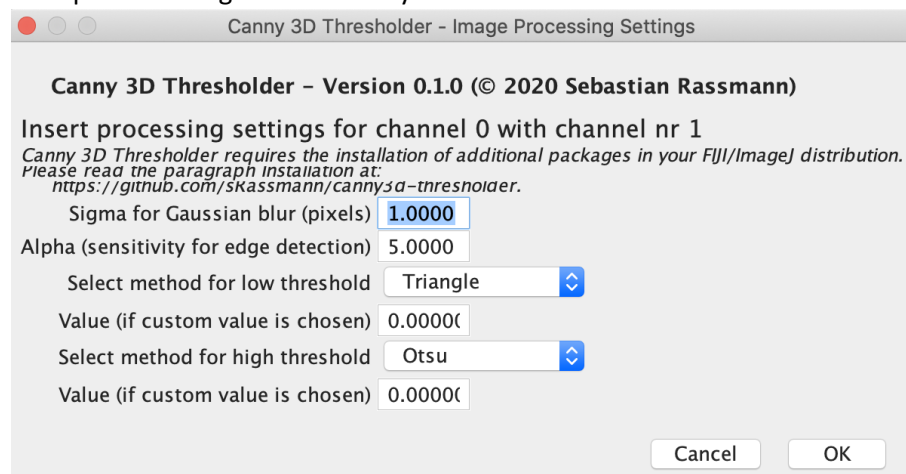 Canny 3D Thresholder - Image Processing Settings
Canny 3D Thresholder – Version 0.1.0 (© 2020 Sebastian Rassmann)
Insert processing settings for channel 0 with channel nr 1
Canny 3D Thresholder requires the installation of additional packages in your FIJI/ImageJ distribution.
Please read the paragraph Installation at:
https://github.com/sRassmann/canny3d-thresholder.
Sigma for Gaussian blur (pixels) 1.0000
Alpha (sensitivity for edge detection) 5.0000
Select method for low threshold Triangle
Value (if custom value is chosen) 0.0000(
Select method for high threshold Otsu
Value (if custom value is chosen) 0.0000(
Cancel OK